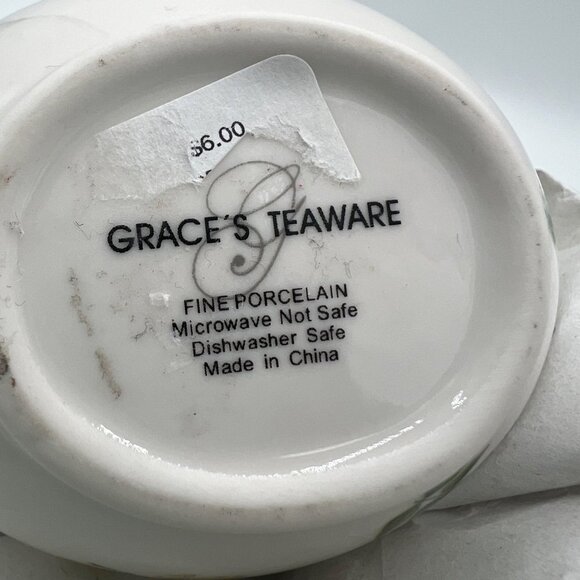 $6.00
GRACE´S TEAWARE
FINE PORCELAIN
Microwave Not Safe
Dishwasher Safe
Made in China